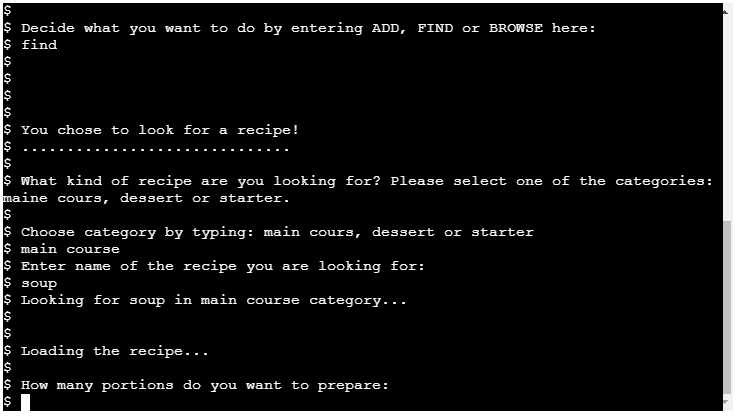 $
$ Decide what you want to do by entering ADD, FIND or BROWSE here:
$ find
$
$
$
$
$ You chose to look for a recipe!
$ ..............................
$
$ What kind of recipe are you looking for? Please select one of the categories:
maine cours, dessert or starter.
$
$ Choose category by typing: main cours, dessert or starter
$ main course
$ Enter name of the recipe you are looking for:
$ soup
$ Looking for soup in main course category...
$
$
$ Loading the recipe...
$
$ How many portions do you want to prepare:
$